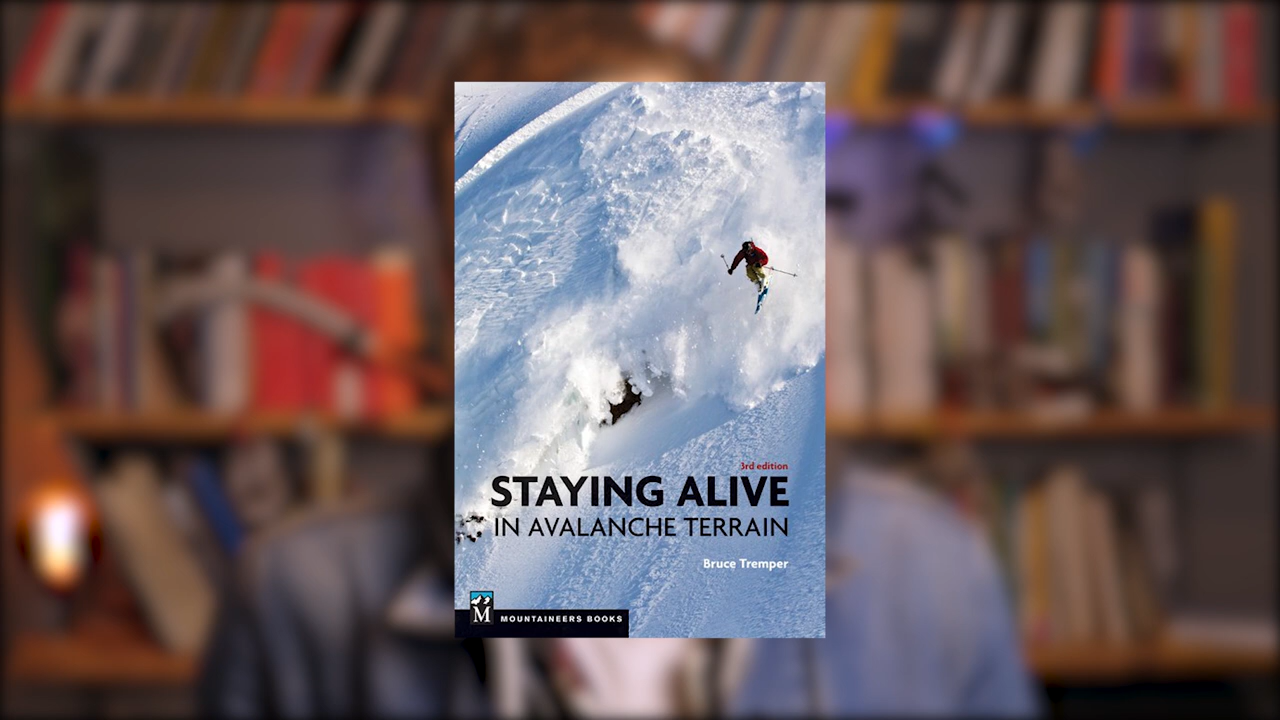 3rd edition
STAYING ALIVE
IN AVALANCHE TERRAIN
Bruce Tremper
M MOUNTAINEERS BOOKS